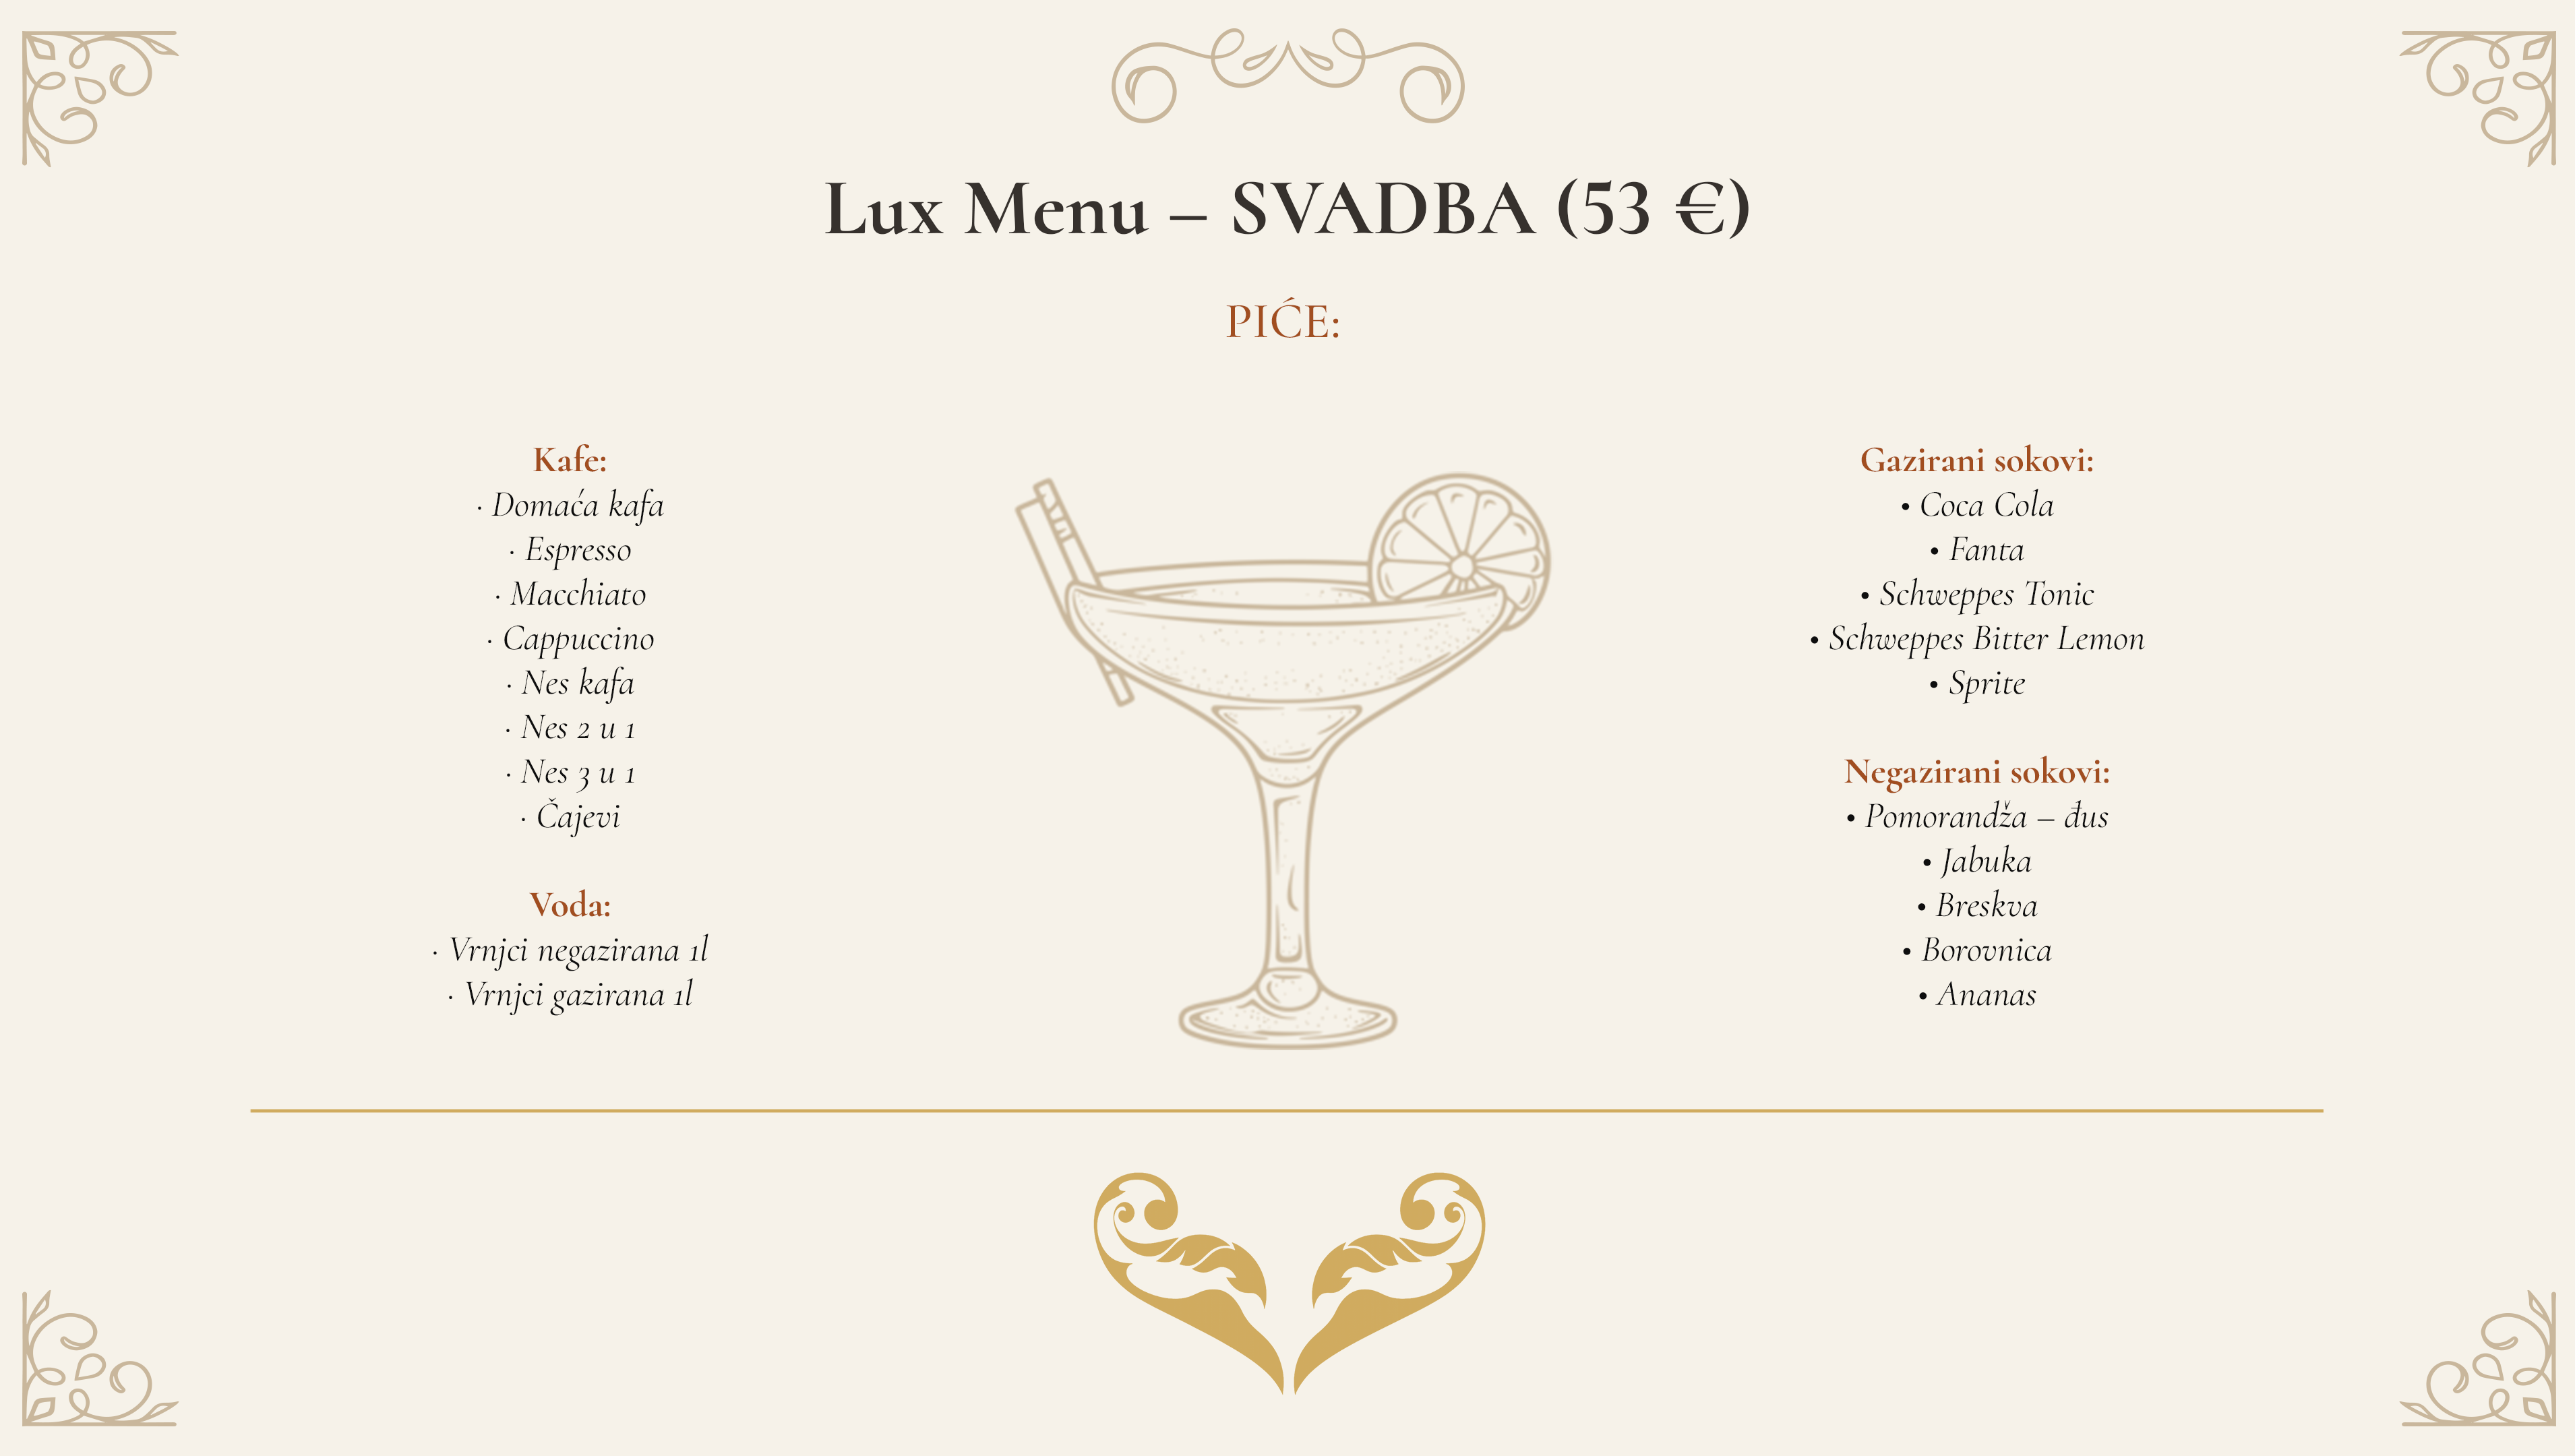 Lux Menu – SVADBA (53 €)
PIĆE:
Kafe:
· Domaća kafa
· Espresso
· Macchiato
· Cappuccino
· Nes kafa
· Nes 2 u 1
· Nes 3 u 1
· Čajevi
Voda:
· Vrnjci negazirana 1l
· Vrnjci gazirana 1l
Gazirani sokovi:
• Coca Cola
• Fanta
• Schweppes Tonic
• Schweppes Bitter Lemon
• Sprite
Negazirani sokovi:
• Pomorandža – đus
• Jabuka
• Breskva
• Borovnica
• Ananas